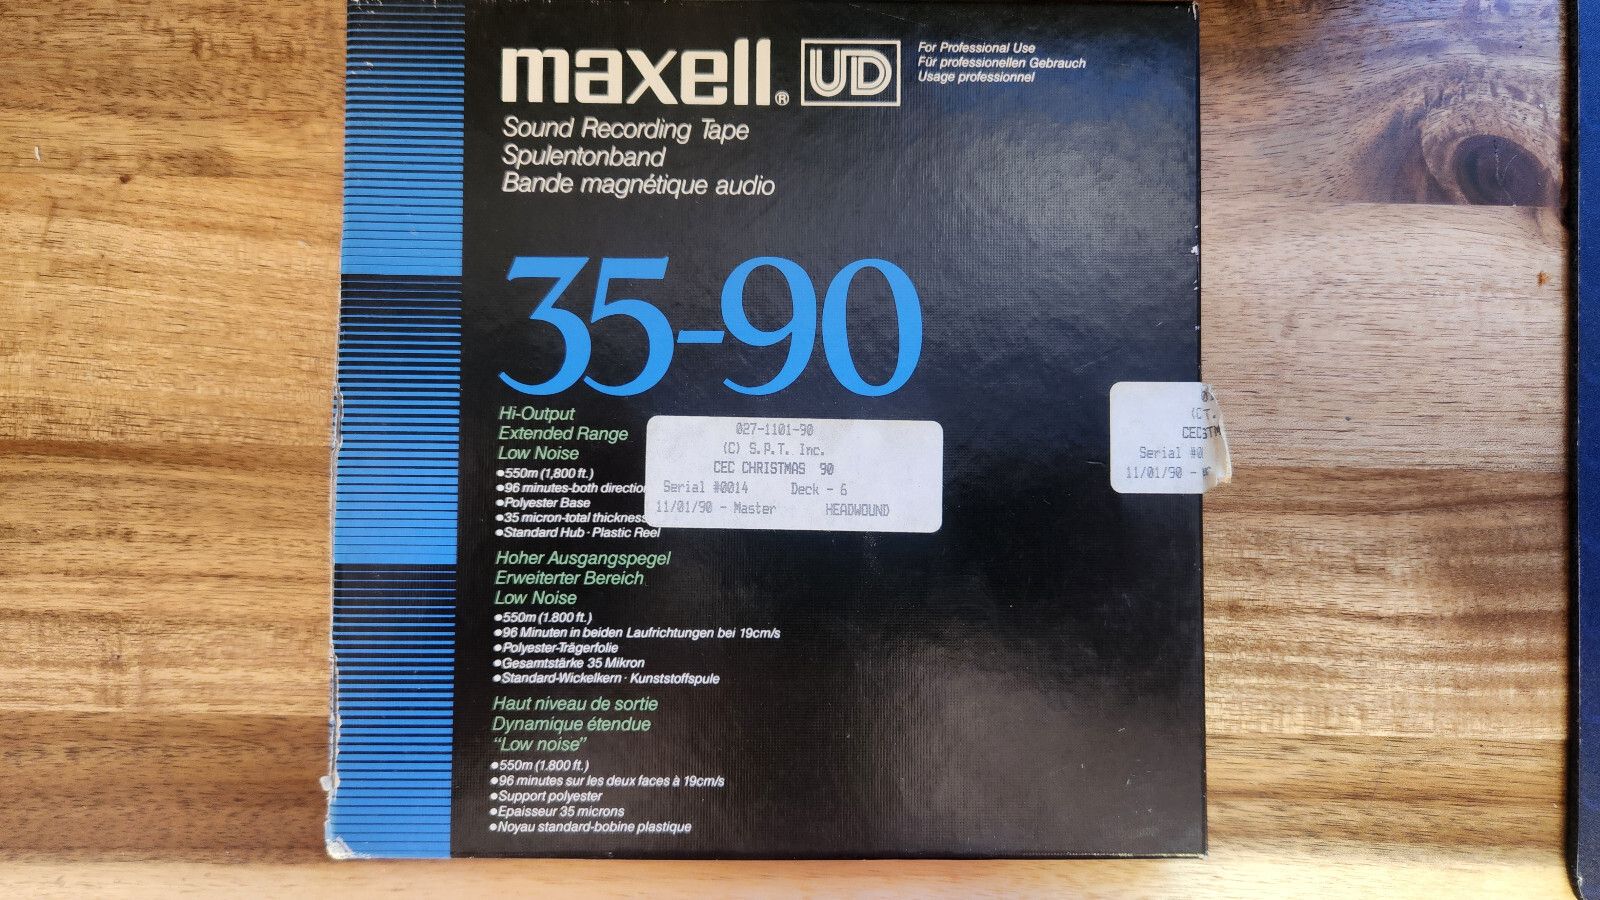 maxell® UD
For Professional Use
Für professionellen Gebrauch
Usage professionnel
Sound Recording Tape
Spulentonband
Bande magnétique audio
35-90
Hi-Output
Extended Range
Low Noise
•550m (1,800 ft.)
•96 minutes-both directio
•Polyester Base
•35 micron-total thickness
•Standard Hub · Plastic Reel
027-1101-90
(C) S.P.T. Inc.
CEC CHRISTMAS 90
Serial #0014 Deck - 6
11/01/90 - Master HEADWOUND
(C
CEC
Serial #0
11/01/90 -
Hoher Ausgangspegel
Erweiterter Bereich
Low Noise
•550m (1.800 ft.)
•96 Minuten in beiden Laufrichtungen bei 19cm/s
•Polyester-Trägerfolie
•Gesamtstärke 35 Mikron
•Standard-Wickelkern · Kunststoffspule
Haut niveau de sortie
Dynamique étendue
"Low noise"
•550m (1.800 ft.)
•96 minutes sur les deux faces à 19cm/s
•Support polyester
•Epaisseur 35 microns
•Noyau standard-bobine plastique